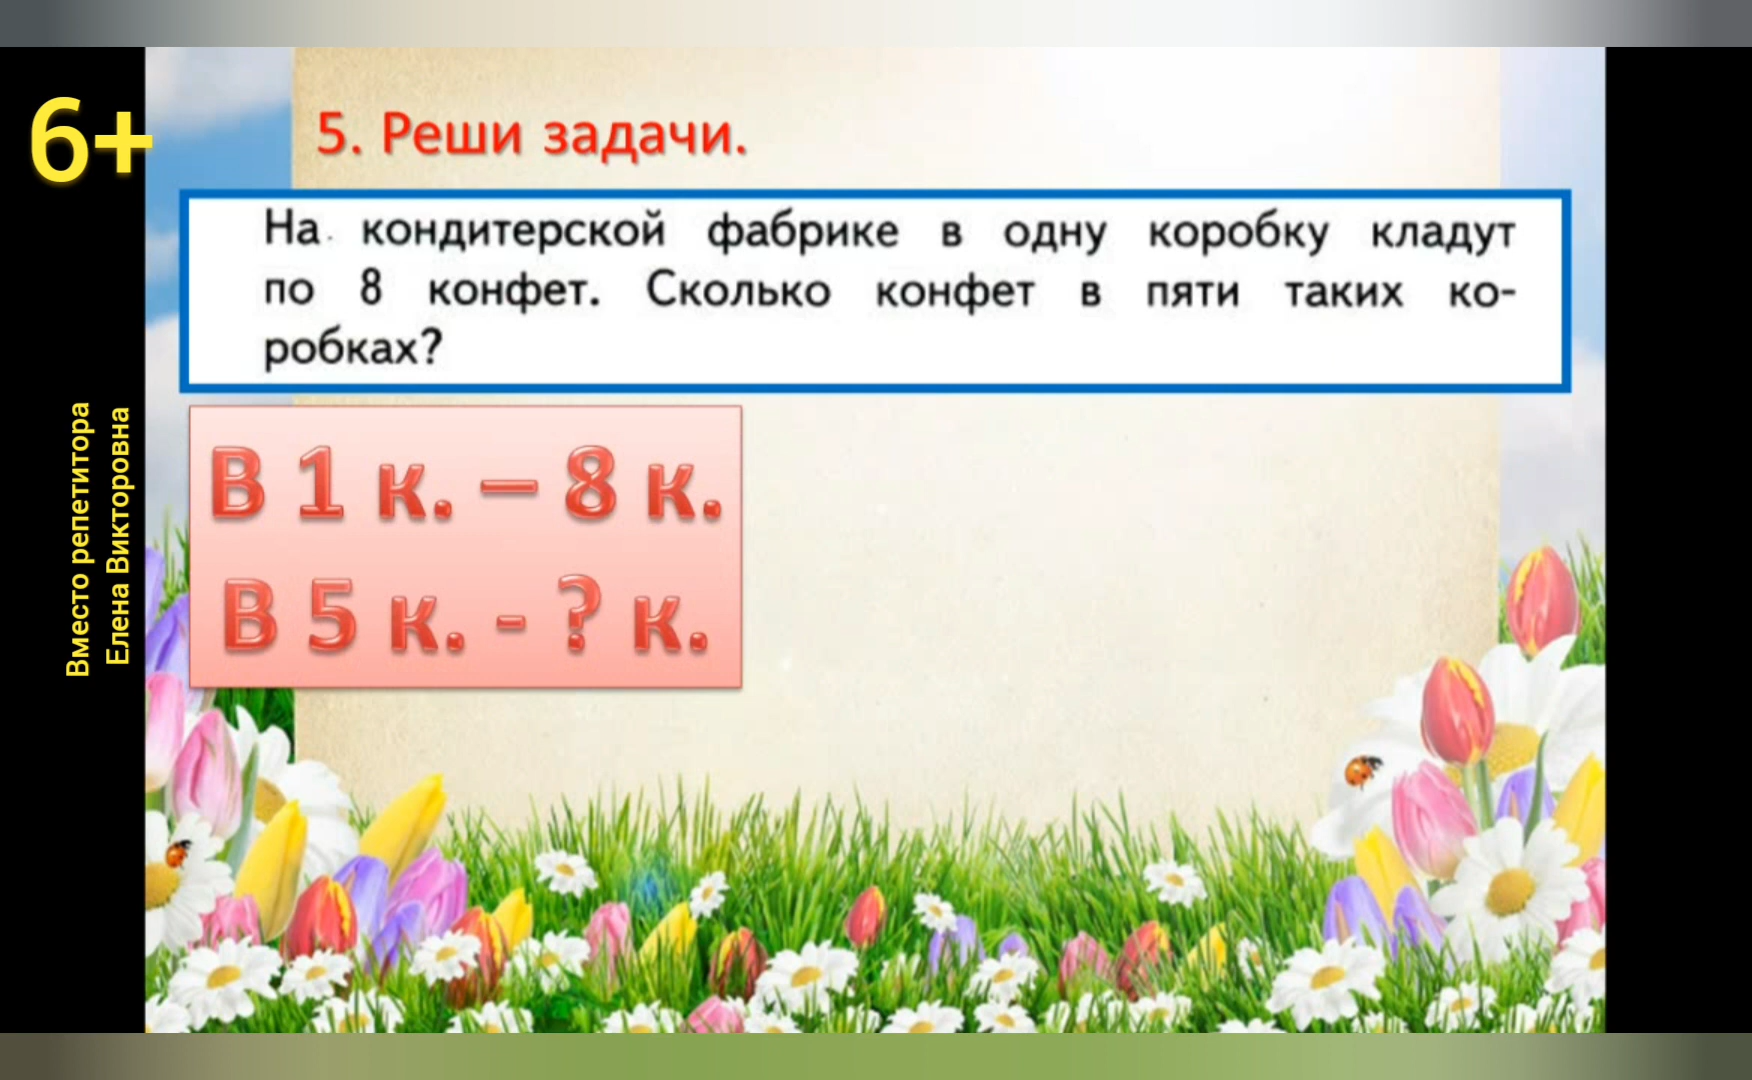 6+
5. Реши задачи.
На кондитерской фабрике в одну коробку кладут
по 8 конфет. Сколько конфет в пяти таких ко-
робках?
В 1 к. – 8 к.
В 5 к. - ? к.
Вместо репетитора
Елена Викторовна